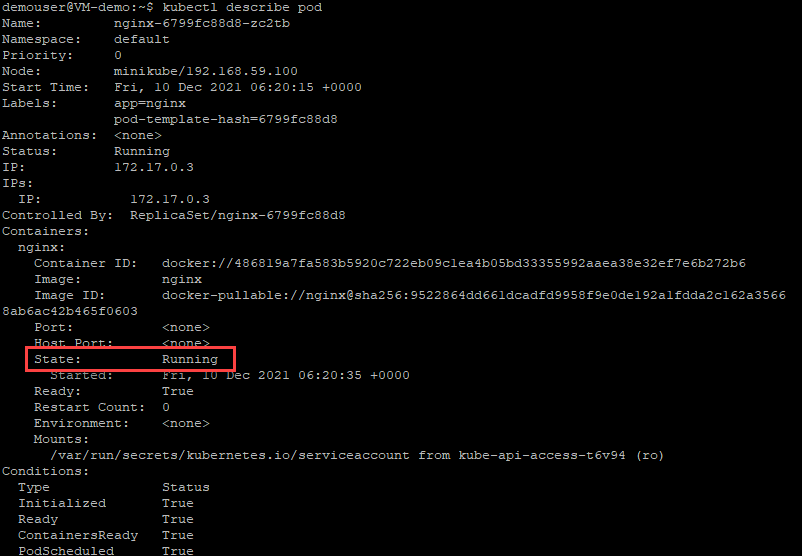 demouser@VM-demo:~$ kubectl describe pod
Name:         nginx-6799fc88d8-zc2tb
Namespace:    default
Priority:     0
Node:         minikube/192.168.59.100
Start Time:   Fri, 10 Dec 2021 06:20:15 +0000
Labels:       app=nginx
              pod-template-hash=6799fc88d8
Annotations:  <none>
Status:       Running
IP:           172.17.0.3
IPs:
  IP:           172.17.0.3
Controlled By:  ReplicaSet/nginx-6799fc88d8
Containers:
  nginx:
    Container ID:   docker://486819a7fa583b5920c722eb09c1ea4b05bd33355992aaea38e32ef7e6b272b6
    Image:          nginx
    Image ID:       docker-pullable://nginx@sha256:9522864dd661dcadfd9958f9e0de192a1fdda2c162a3566
8ab6ac42b465f0603
    Port:           <none>
    Host Port:      <none>
    State:          Running
      Started:      Fri, 10 Dec 2021 06:20:35 +0000
    Ready:          True
    Restart Count:  0
    Environment:    <none>
    Mounts:
      /var/run/secrets/kubernetes.io/serviceaccount from kube-api-access-t6v94 (ro)
Conditions:
  Type              Status
  Initialized       True
  Ready             True
  ContainersReady   True
  PodScheduled      True